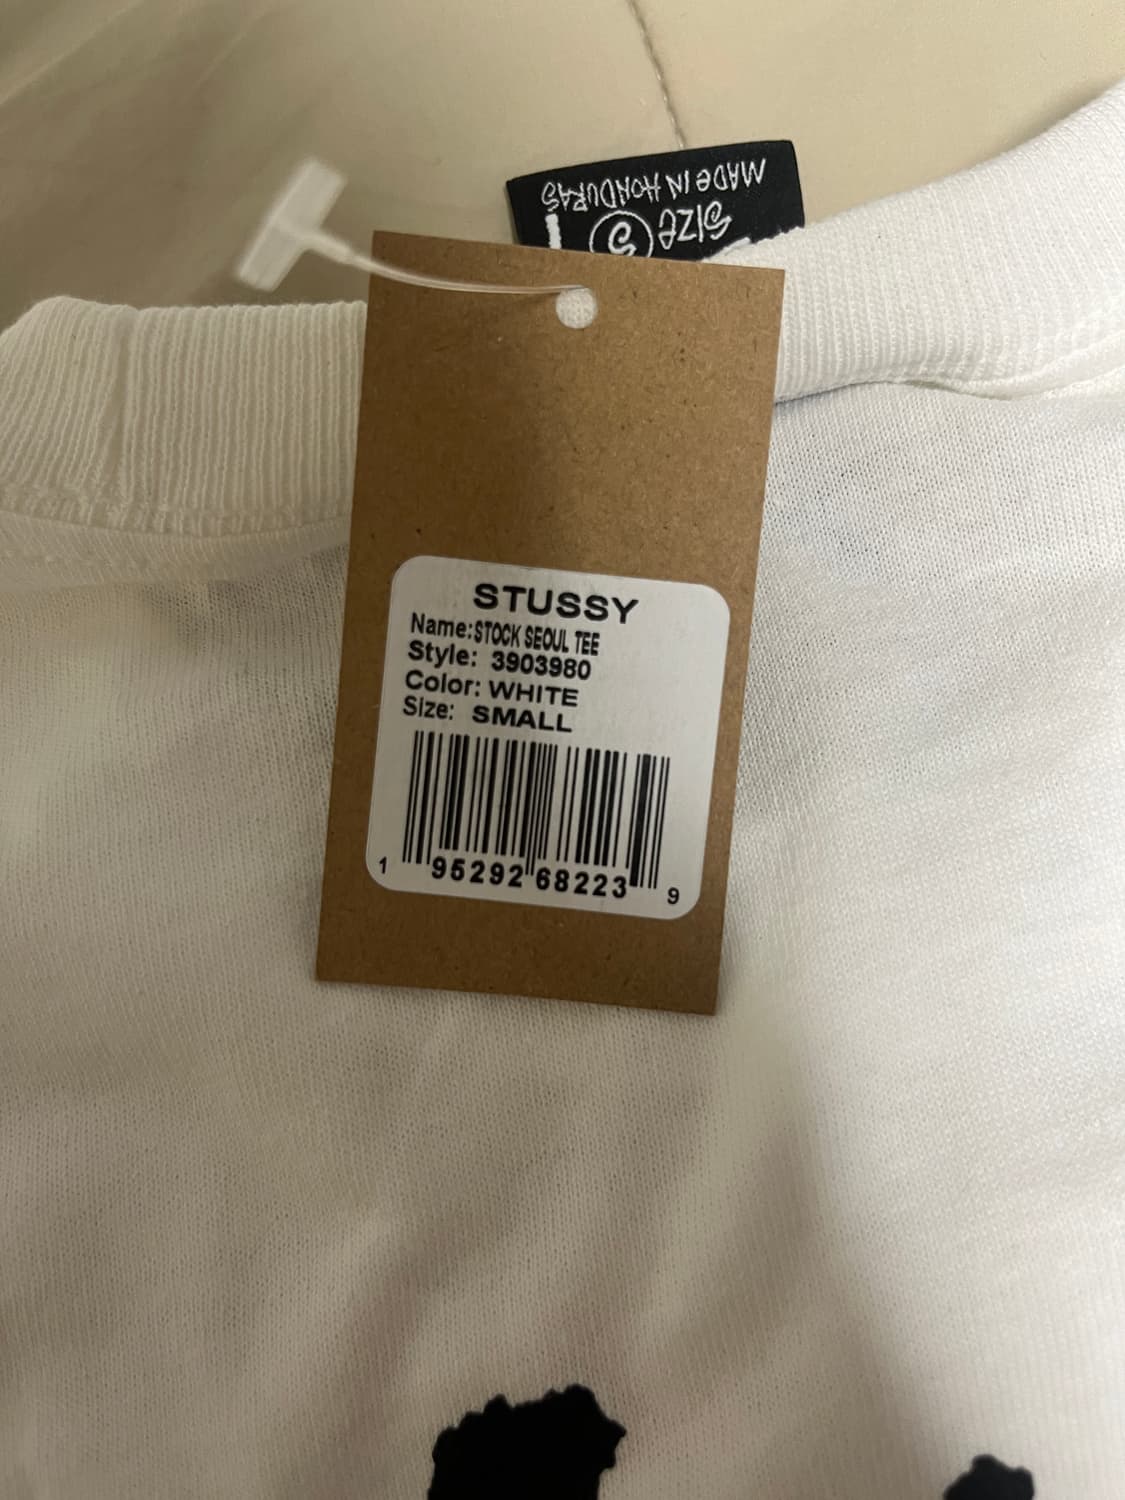 MADE IN HONDURAS
SIZE S
STUSSY
Name:STOCK SEOUL TEE
Style: 3903980
Color: WHITE
Size: SMALL
1 95292 68223 9